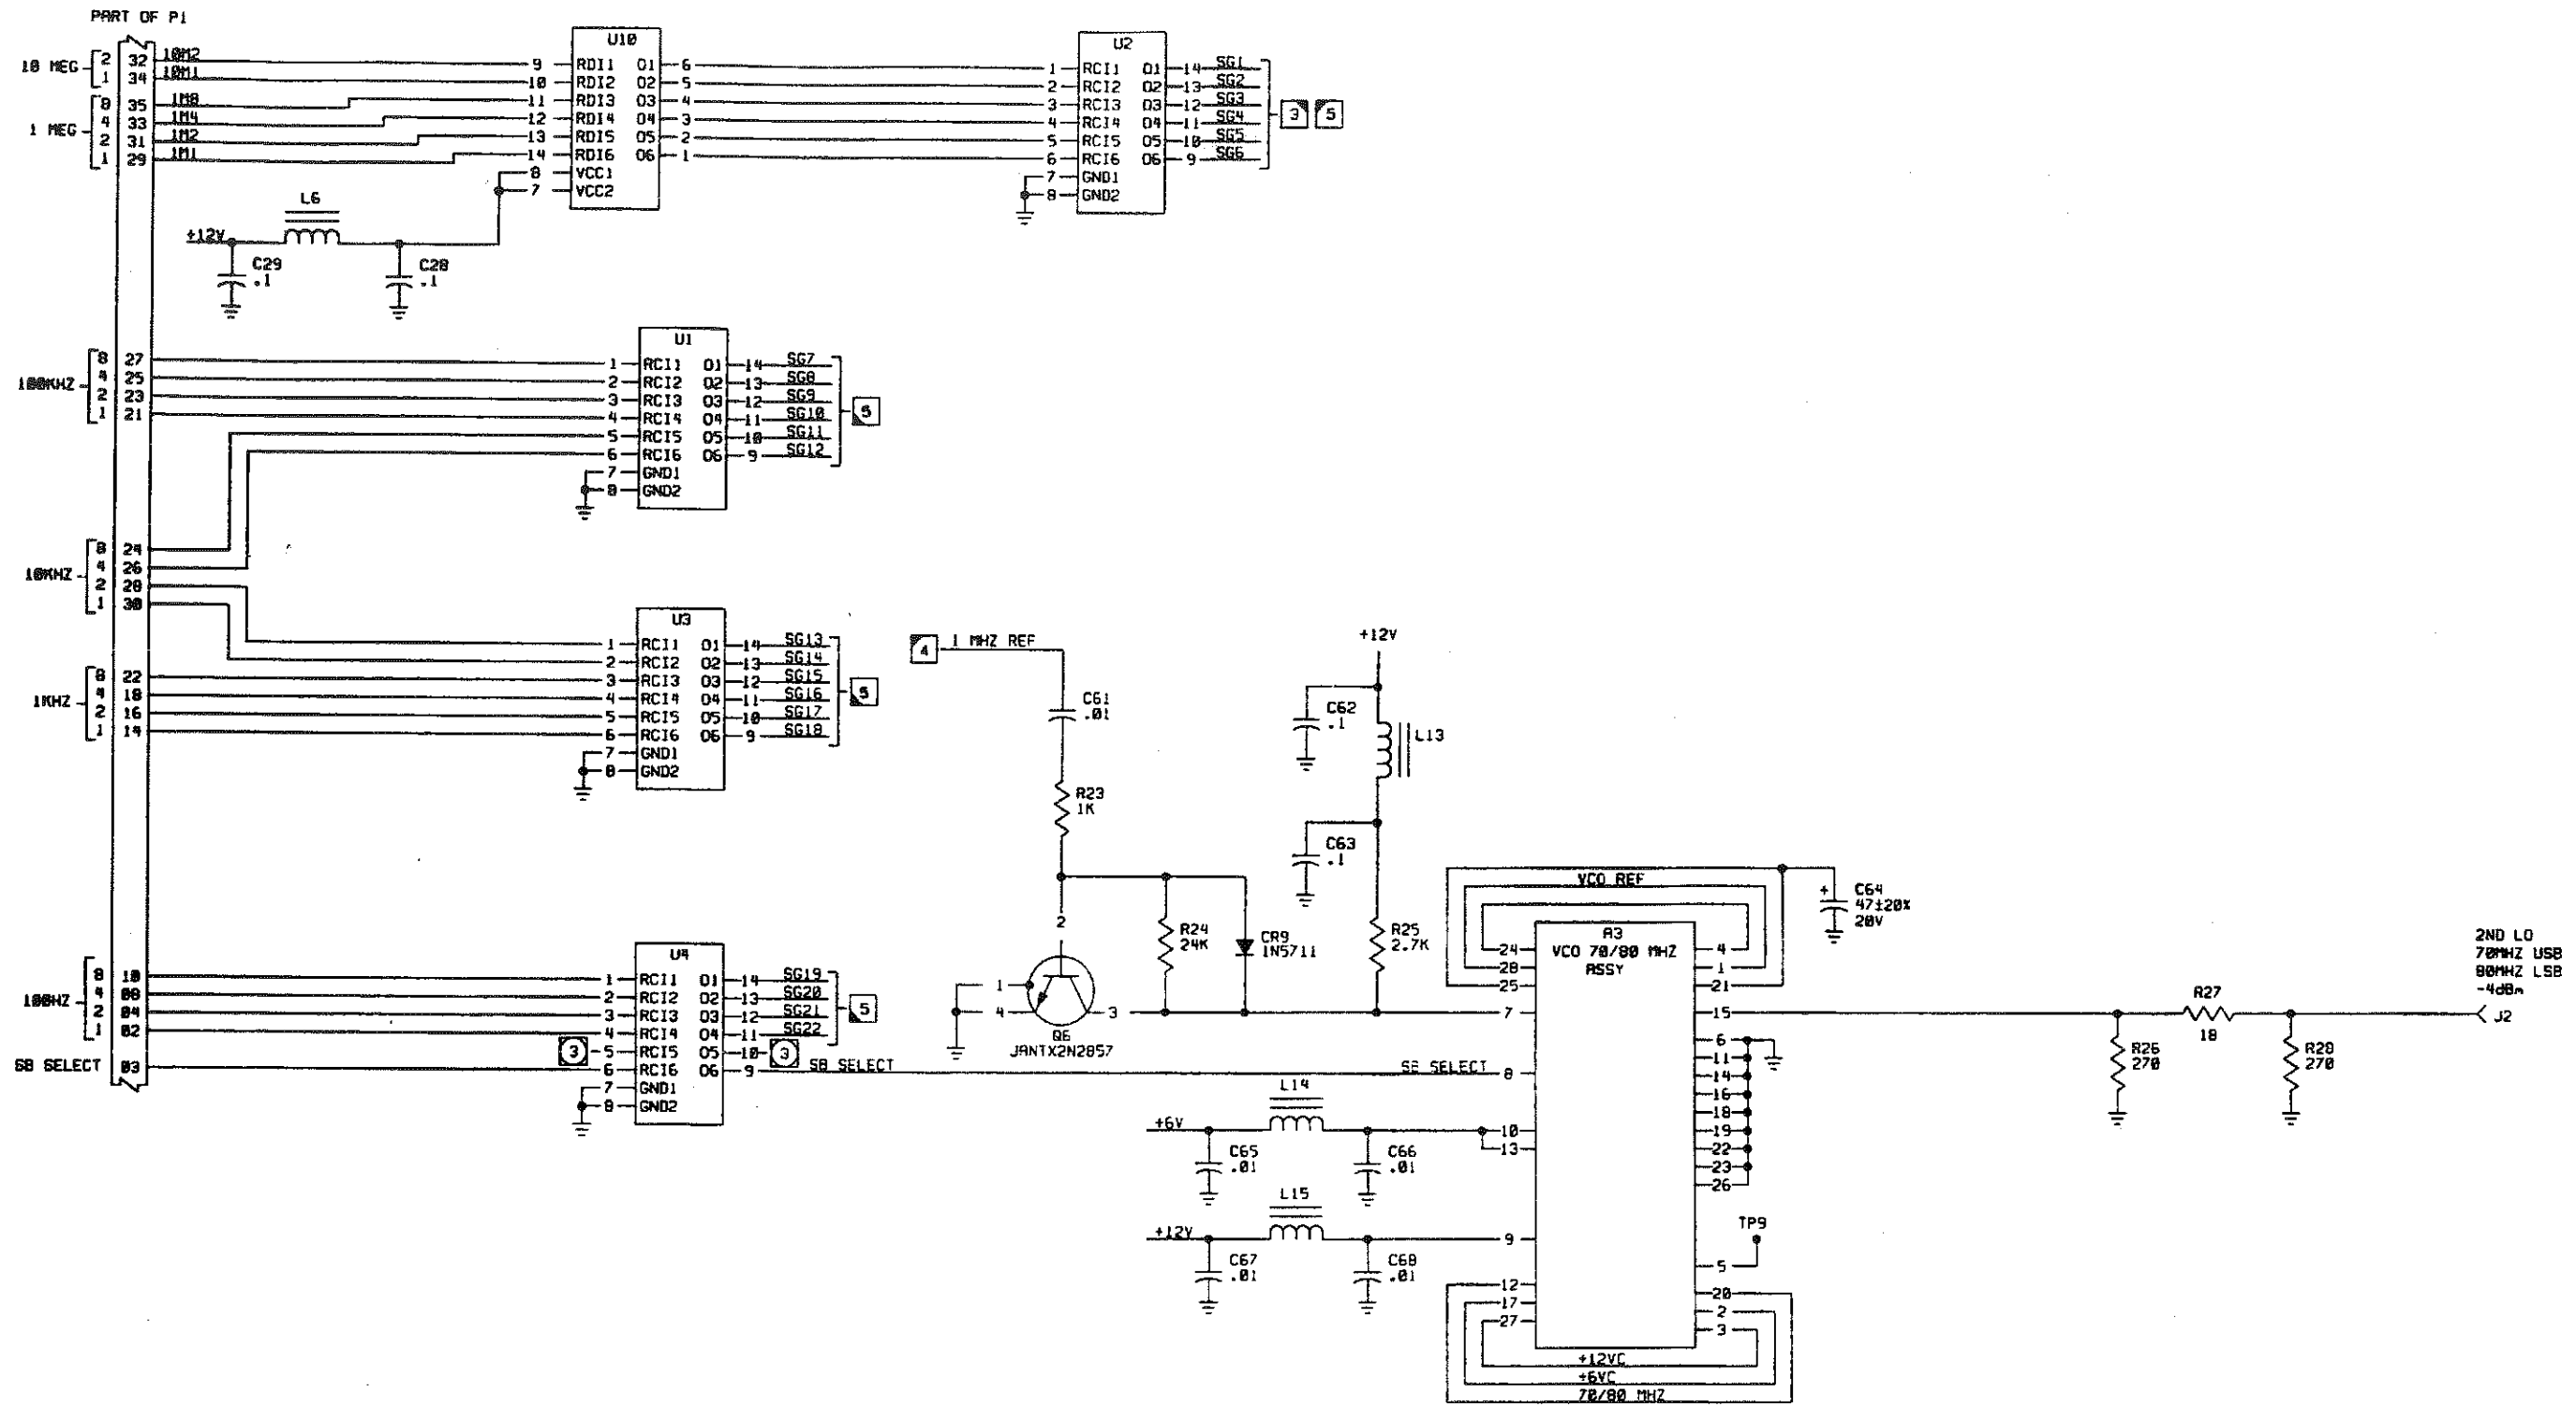 PART OF P1
10 MEG
2 32 10M2
1 34 10M1
1 MEG
8 35 1M8
4 33 1M4
2 31 1M2
1 29 1M1
U10
9 RDI1 O1 6
10 RDI2 O2 5
11 RDI3 O3 4
12 RDI4 O4 3
13 RDI5 O5 2
14 RDI6 O6 1
8 VCC1
7 VCC2
U2
1 RCI1 O1 14 SG1
2 RCI2 O2 13 SG2
3 RCI3 O3 12 SG3
4 RCI4 O4 11 SG4
5 RCI5 O5 10 SG5
6 RCI6 O6 9 SG6
7 GND1
8 GND2
3 5
L6
+12V
C29
.1
C28
.1
100KHZ
8 27
4 25
2 23
1 21
U1
1 RCI1 O1 14 SG7
2 RCI2 O2 13 SG8
3 RCI3 O3 12 SG9
4 RCI4 O4 11 SG10
5 RCI5 O5 10 SG11
6 RCI6 O6 9 SG12
7 GND1
8 GND2
5
10KHZ
8 24
4 26
2 28
1 30
1KHZ
8 22
4 18
2 16
1 14
U3
1 RCI1 O1 14 SG13
2 RCI2 O2 13 SG14
3 RCI3 O3 12 SG15
4 RCI4 O4 11 SG16
5 RCI5 O5 10 SG17
6 RCI6 O6 9 SG18
7 GND1
8 GND2
5
4 1 MHZ REF
C61
.01
R23
1K
+12V
C62
.1
L13
C63
.1
R24
24K
CR9
1N5711
R25
2.7K
2
1
4
3
Q6
JANTX2N2857
100HZ
8 10
4 08
2 04
1 02
SB SELECT 03
U4
1 RCI1 O1 14 SG19
2 RCI2 O2 13 SG20
3 RCI3 O3 12 SG21
4 RCI4 O4 11 SG22
3 5 RCI5 O5 10 3
6 RCI6 O6 9 SB SELECT
7 GND1
8 GND2
5
SB SELECT
VCO REF
C64
+ 47±20%
20V
A3
VCO 70/80 MHZ
ASSY
24 4
28 1
25 21
7 15
8
6
11
14
16
18
10 19
13 22
23
26
9
5
12 20
17 2
27 3
+12VC
+6VC
70/80 MHZ
TP9
+6V
L14
C65
.01
C66
.01
+12V
L15
C67
.01
C68
.01
R26
270
R27
18
R28
270
2ND LO
70MHZ USB
80MHZ LSB
-4dBm
J2